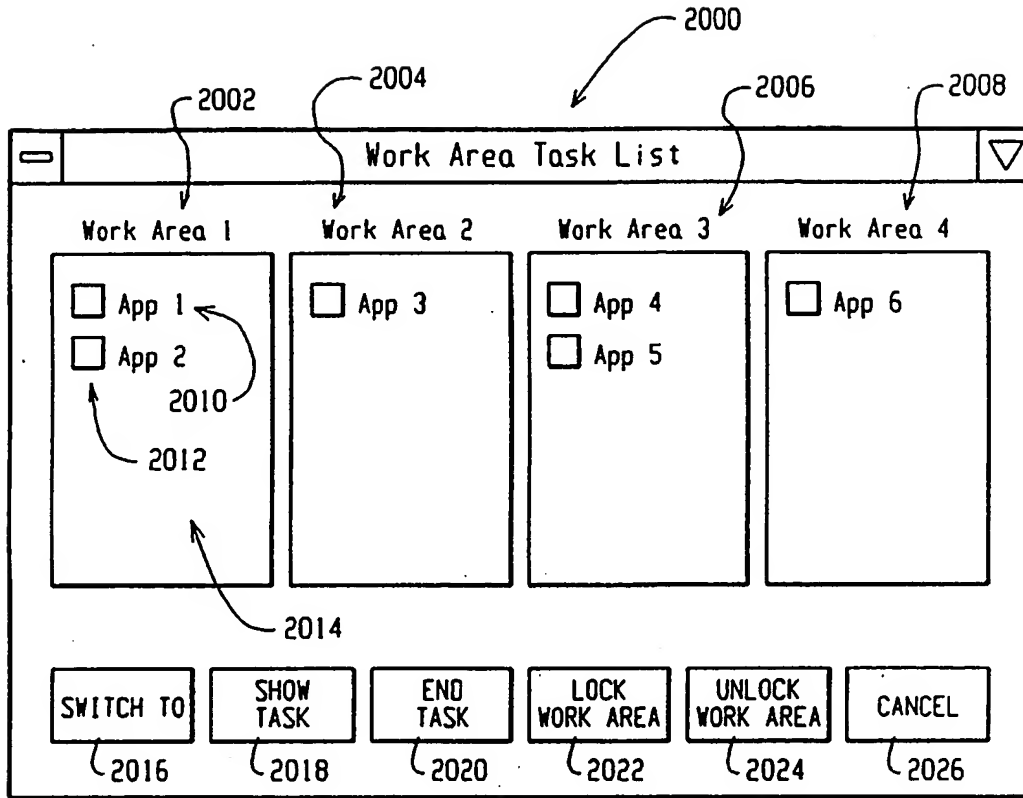 2000
2002
2004
2006
2008
Work Area Task List
Work Area 1
Work Area 2
Work Area 3
Work Area 4
App 1
App 2
2010
2012
2014
App 3
App 4
App 5
App 6
SWITCH TO
SHOW
TASK
END
TASK
LOCK
WORK AREA
UNLOCK
WORK AREA
CANCEL
2016
2018
2020
2022
2024
2026